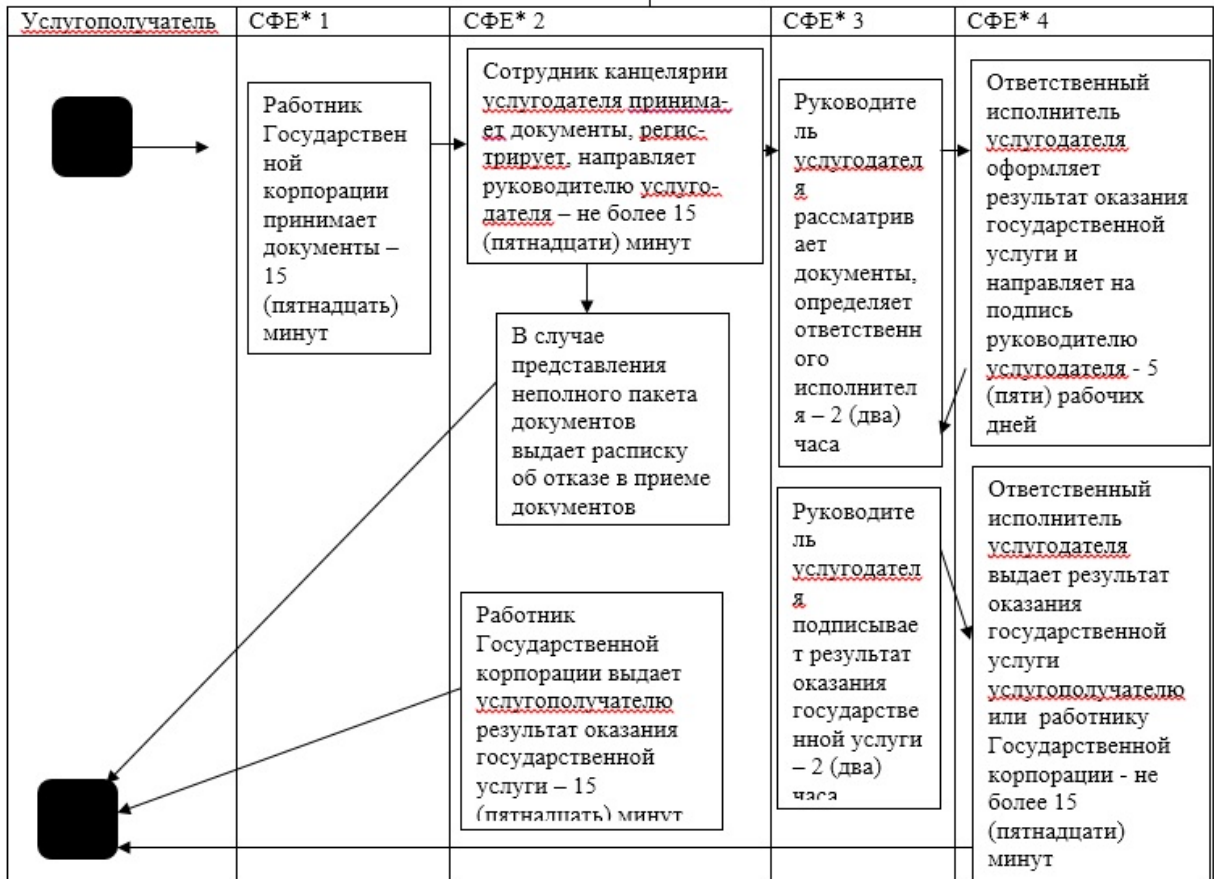 Услугополучатель
СФЕ* 1
СФЕ* 2
СФЕ* 3
СФЕ* 4
Работник
Государствен
ной
корпорации
принимает
документы –
15
(пятнадцать)
минут
Сотрудник канцелярии
услугодателя принима-
ет документы, регис-
трирует, направляет
руководителю услуго-
дателя – не более 15
(пятнадцати) минут
В случае
представления
неполного пакета
документов
выдает расписку
об отказе в приеме
документов
Работник
Государственной
корпорации выдает
услугополучателю
результат оказания
государственной
услуги – 15
(пятнадцать) минут
Руководите
ль
услугодател
я
рассматрив
ает
документы,
определяет
ответственн
ого
исполнител
я – 2 (два)
часа
Руководите
ль
услугодател
я
подписывае
т результат
оказания
государстве
нной услуги
– 2 (два)
часа
Ответственный
исполнитель
услугодателя
оформляет
результат оказания
государственной
услуги и
направляет на
подпись
руководителю
услугодателя - 5
(пяти) рабочих
дней
Ответственный
исполнитель
услугодателя
выдает результат
оказания
государственной
услуги
услугополучателю
или работнику
Государственной
корпорации - не
более 15
(пятнадцати)
минут